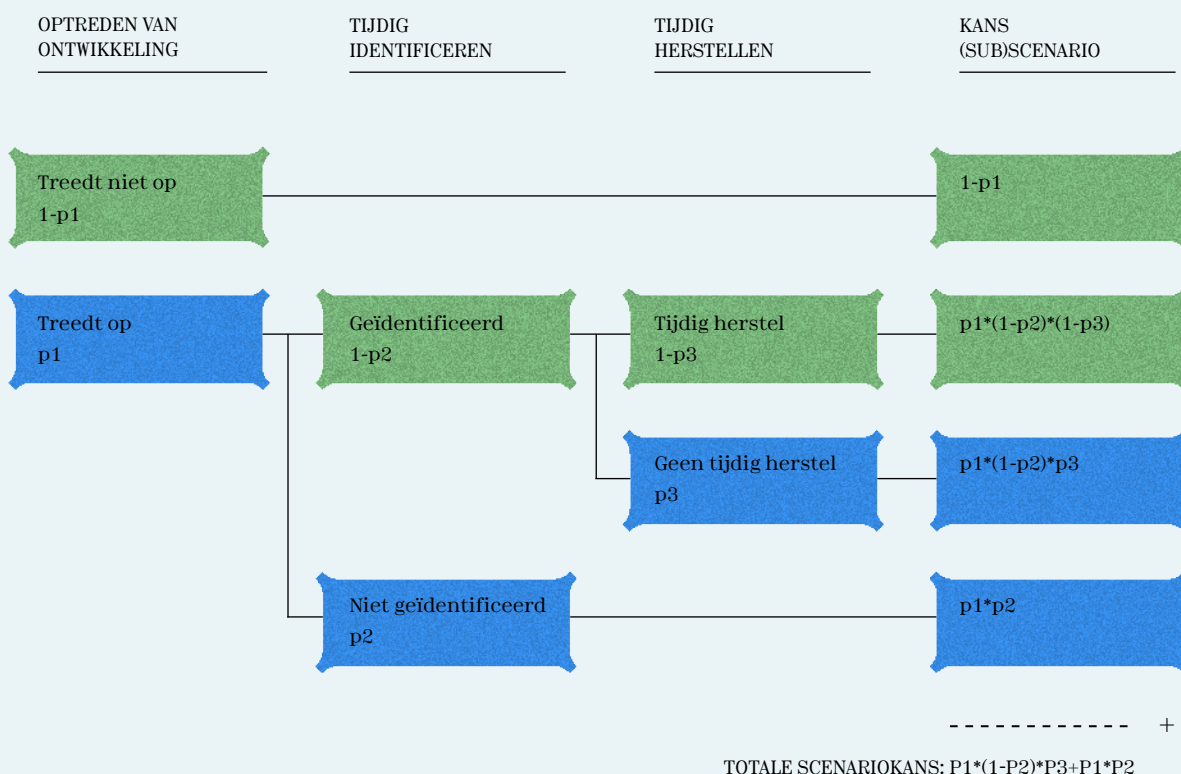 OPTREDEN VAN
ONTWIKKELING
TIJDIG
IDENTIFICEREN
TIJDIG
HERSTELLEN
KANS
(SUB)SCENARIO
Treedt niet op
1-p1
1-p1
Treedt op
p1
Geïdentificeerd
1-p2
Tijdig herstel
1-p3
p1*(1-p2)*(1-p3)
Geen tijdig herstel
p3
p1*(1-p2)*p3
Niet geïdentificeerd
p2
p1*p2
- - - - - - - - - - - - - +
TOTALE SCENARIOKANS: P1*(1-P2)*P3+P1*P2